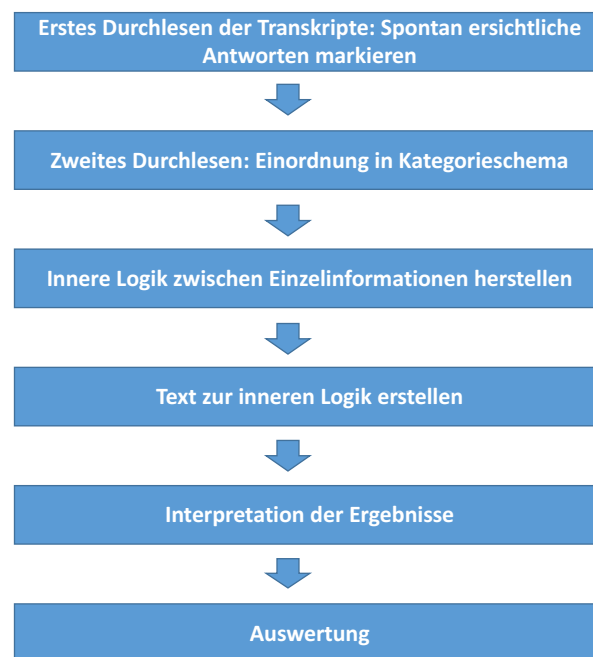 Erstes Durchlesen der Transkripte: Spontan ersichtliche
Antworten markieren
Zweites Durchlesen: Einordnung in Kategorieschema
Innere Logik zwischen Einzelinformationen herstellen
Text zur inneren Logik erstellen
Interpretation der Ergebnisse
Auswertung